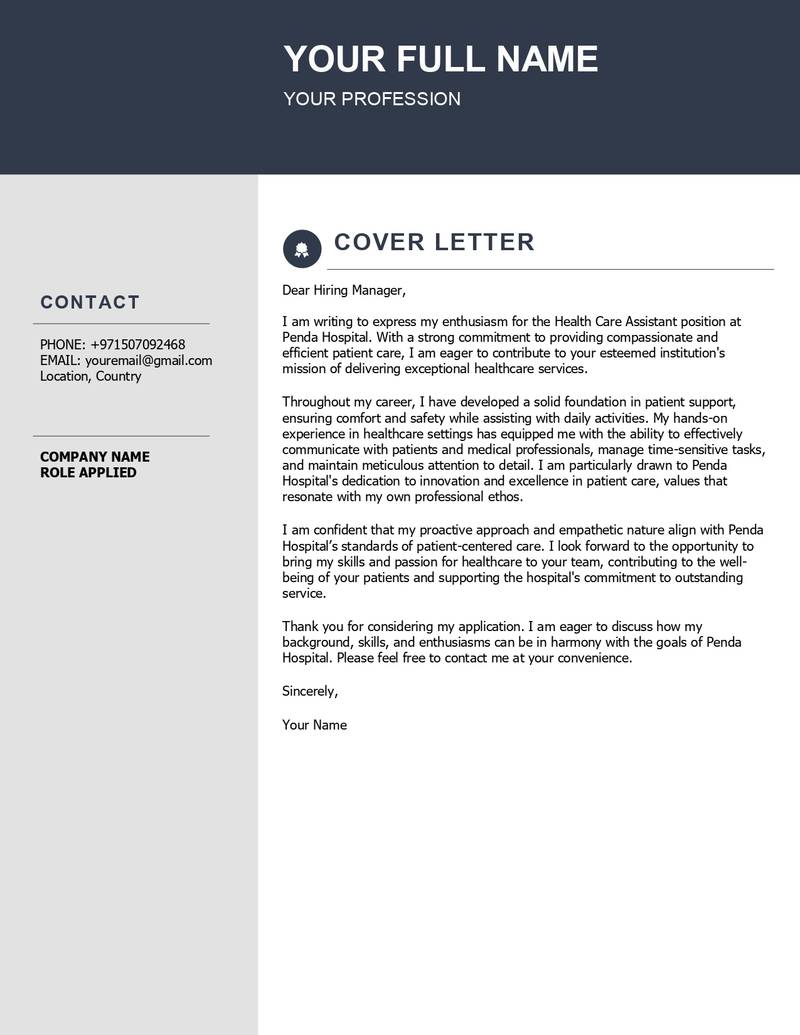 YOUR FULL NAME
YOUR PROFESSION
CONTACT
PHONE: +971507092468
EMAIL: youremail@gmail.com
Location, Country
COMPANY NAME
ROLE APPLIED
COVER LETTER
Dear Hiring Manager,
I am writing to express my enthusiasm for the Health Care Assistant position at
Penda Hospital. With a strong commitment to providing compassionate and
efficient patient care, I am eager to contribute to your esteemed institution's
mission of delivering exceptional healthcare services.
Throughout my career, I have developed a solid foundation in patient support,
ensuring comfort and safety while assisting with daily activities. My hands-on
experience in healthcare settings has equipped me with the ability to effectively
communicate with patients and medical professionals, manage time-sensitive tasks,
and maintain meticulous attention to detail. I am particularly drawn to Penda
Hospital's dedication to innovation and excellence in patient care, values that
resonate with my own professional ethos.
I am confident that my proactive approach and empathetic nature align with Penda
Hospital’s standards of patient-centered care. I look forward to the opportunity to
bring my skills and passion for healthcare to your team, contributing to the well-
being of your patients and supporting the hospital's commitment to outstanding
service.
Thank you for considering my application. I am eager to discuss how my
background, skills, and enthusiasms can be in harmony with the goals of Penda
Hospital. Please feel free to contact me at your convenience.
Sincerely,
Your Name